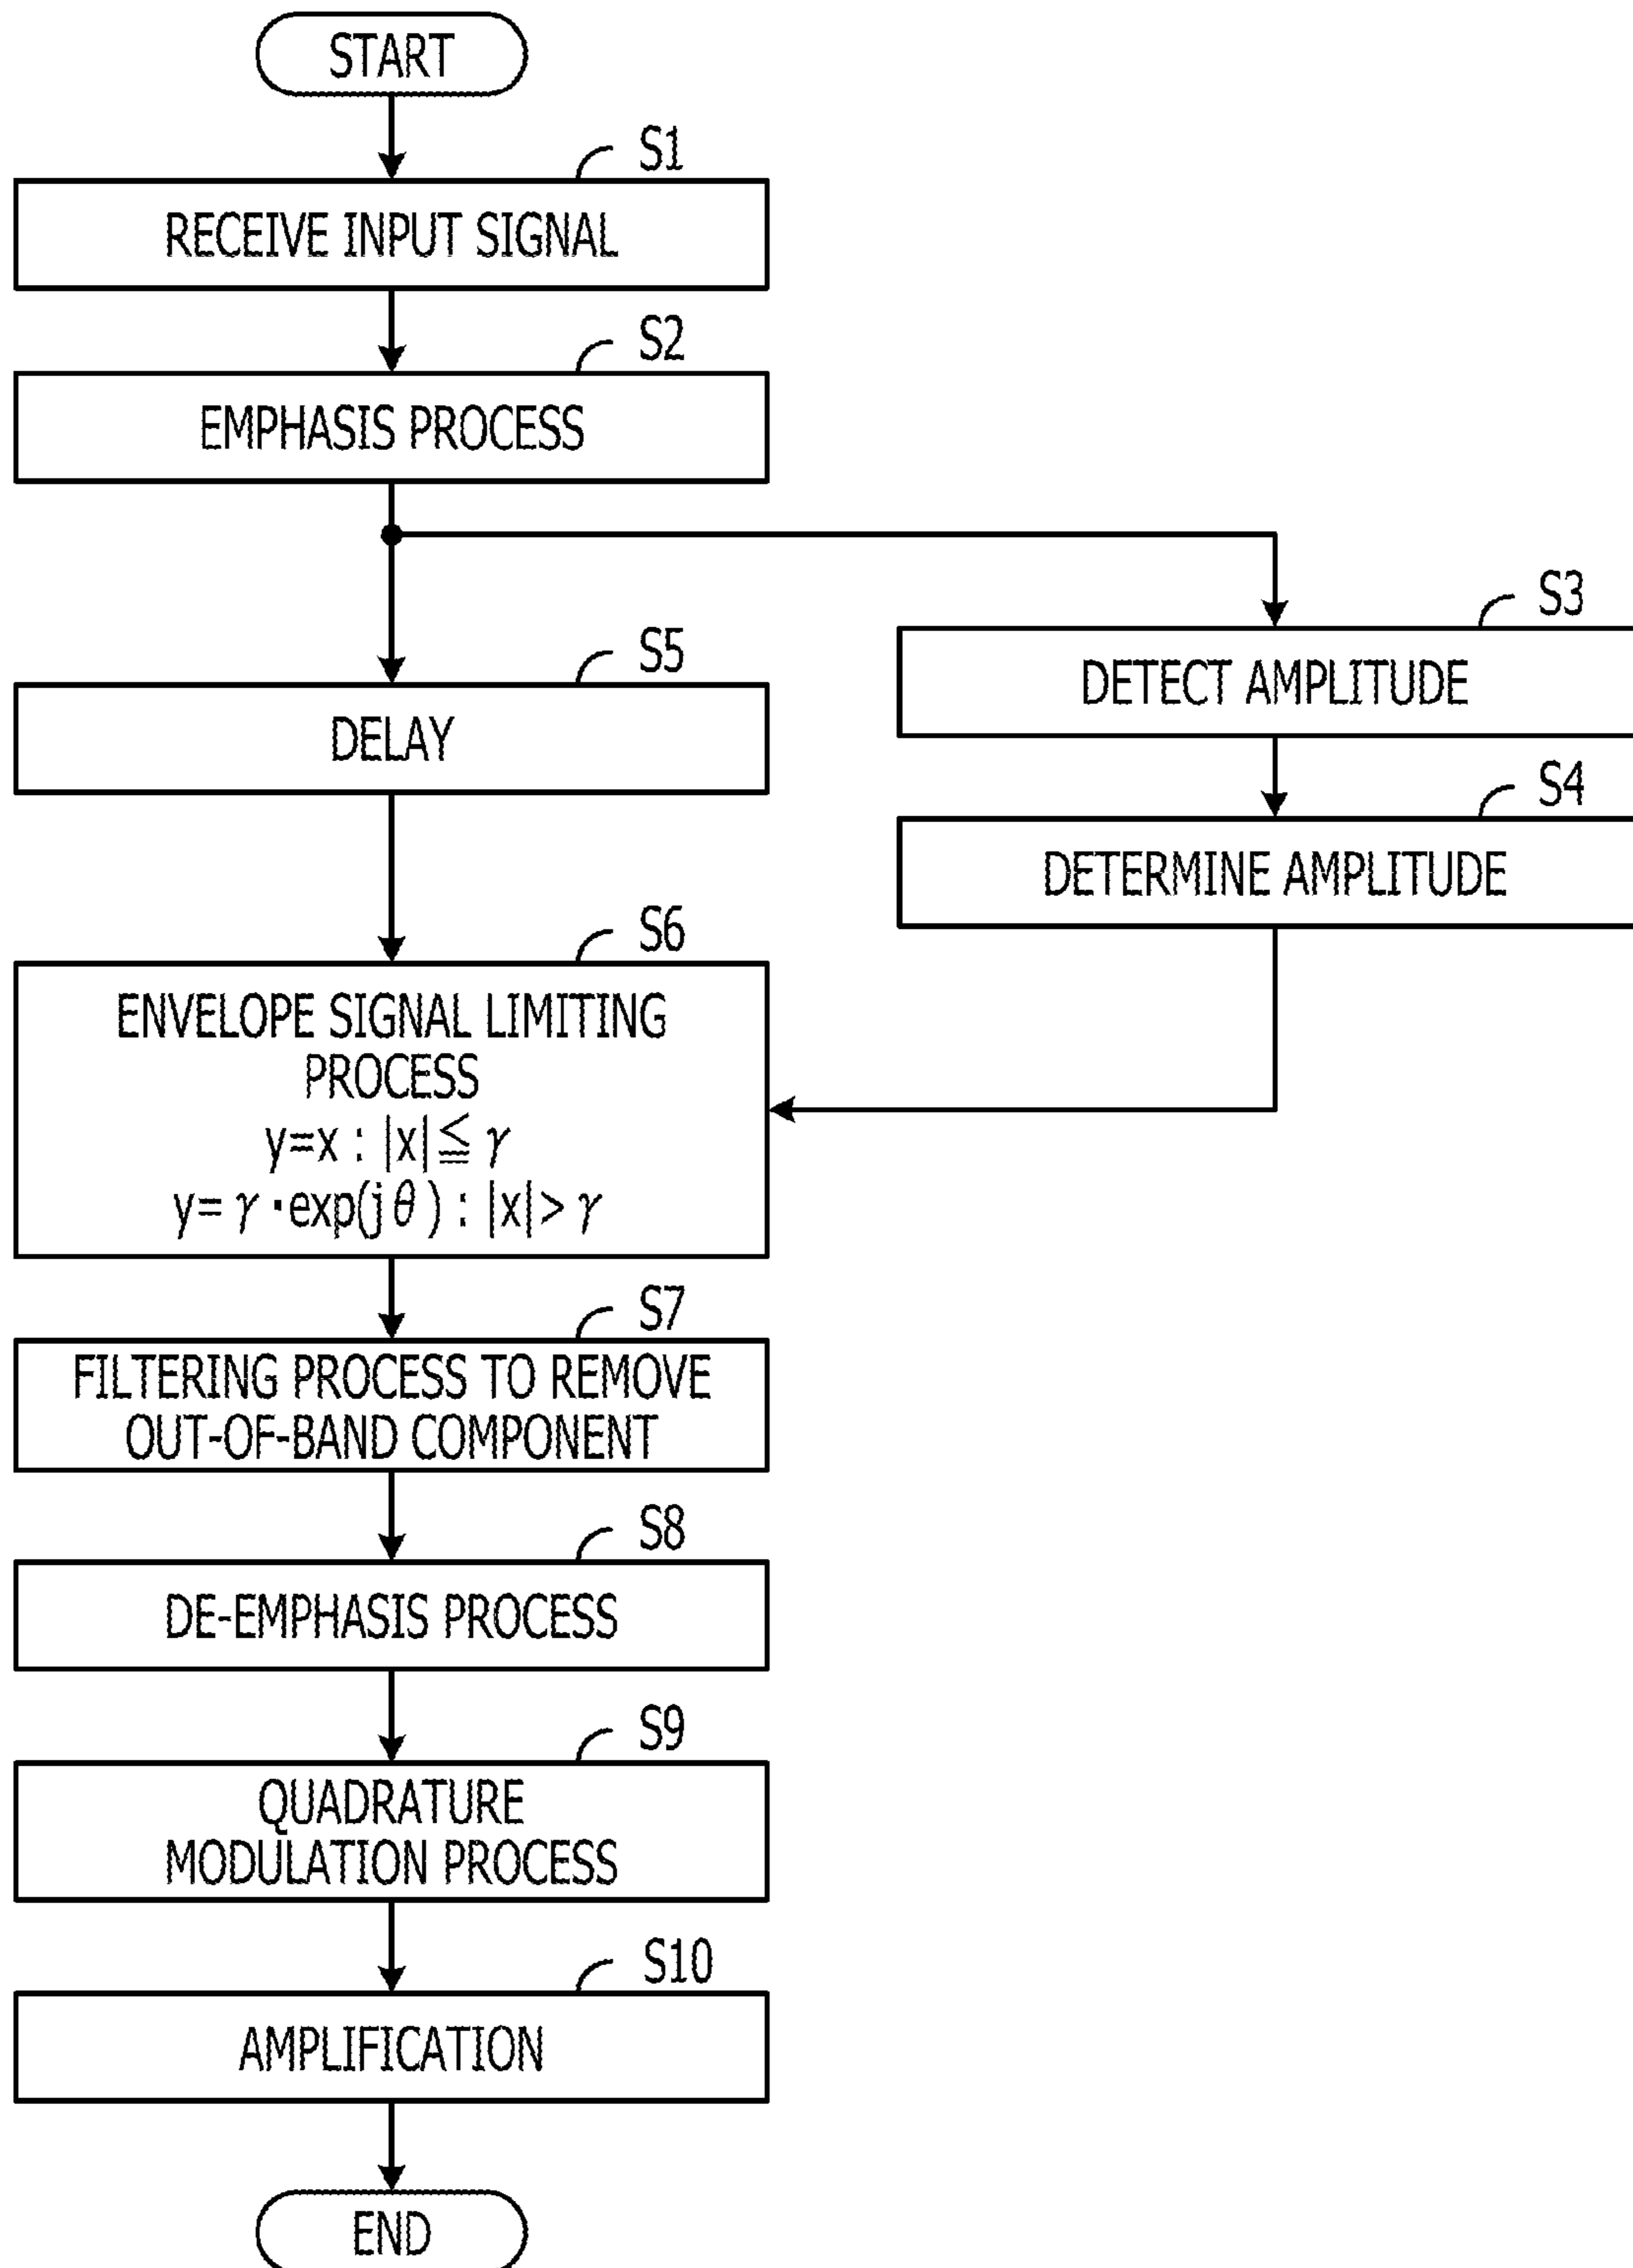 START
S1
RECEIVE INPUT SIGNAL
S2
EMPHASIS PROCESS
S3
DETECT AMPLITUDE
S4
DETERMINE AMPLITUDE
S5
DELAY
S6
ENVELOPE SIGNAL LIMITING
PROCESS
y=x : |x|≦ γ
y= γ ・exp(j θ ) : |x|> γ
S7
FILTERING PROCESS TO REMOVE
OUT-OF-BAND COMPONENT
S8
DE-EMPHASIS PROCESS
S9
QUADRATURE
MODULATION PROCESS
S10
AMPLIFICATION
END